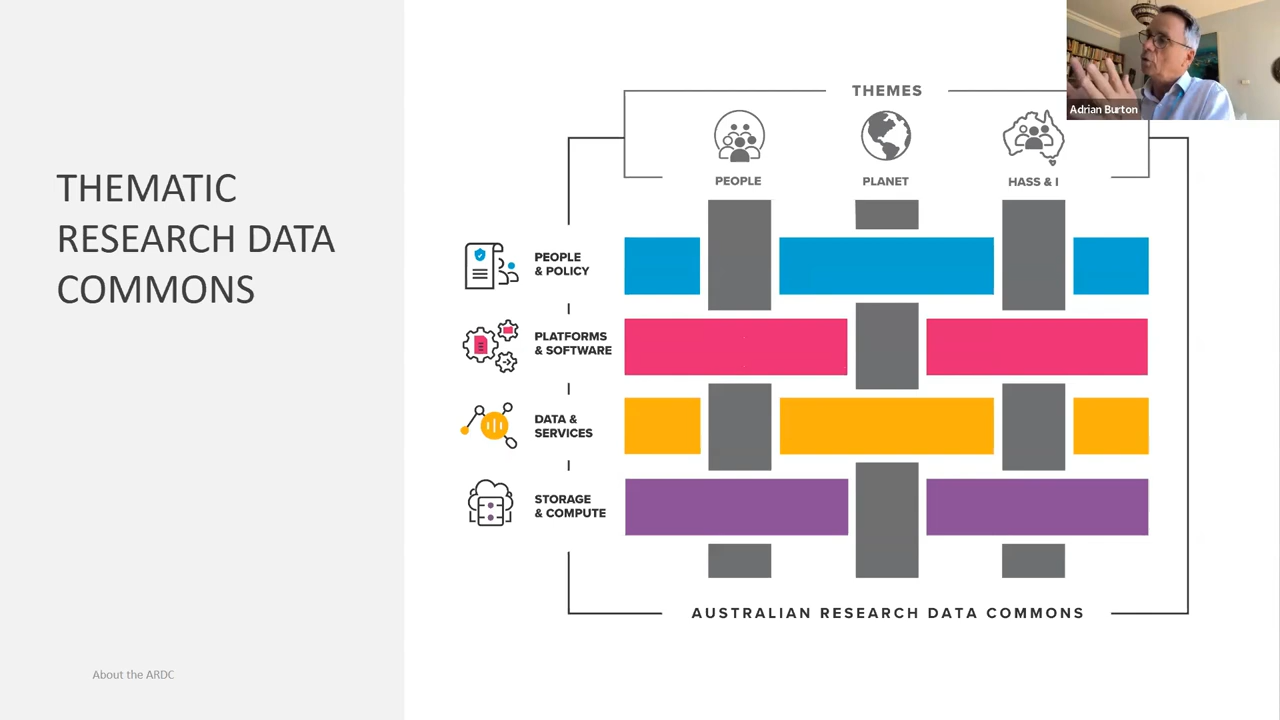 THEMATIC
RESEARCH DATA
COMMONS
About the ARDC
Adrian Burton
THEMES
PEOPLE
PLANET
HASS & I
PEOPLE
& POLICY
PLATFORMS
& SOFTWARE
DATA &
SERVICES
STORAGE
& COMPUTE
AUSTRALIAN RESEARCH DATA COMMONS